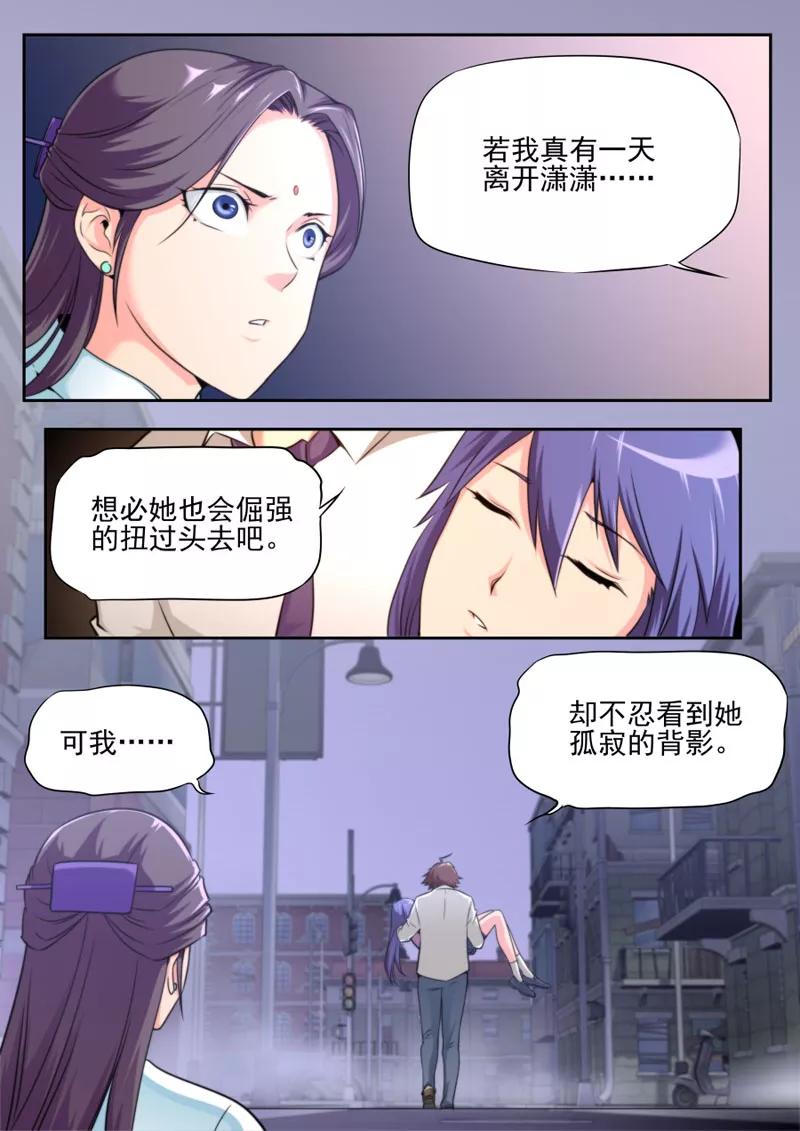 若我真有一天
离开潇潇……
想必她也会倔强
的扭过头去吧。
可我……
却不忍看到她
孤寂的背影。